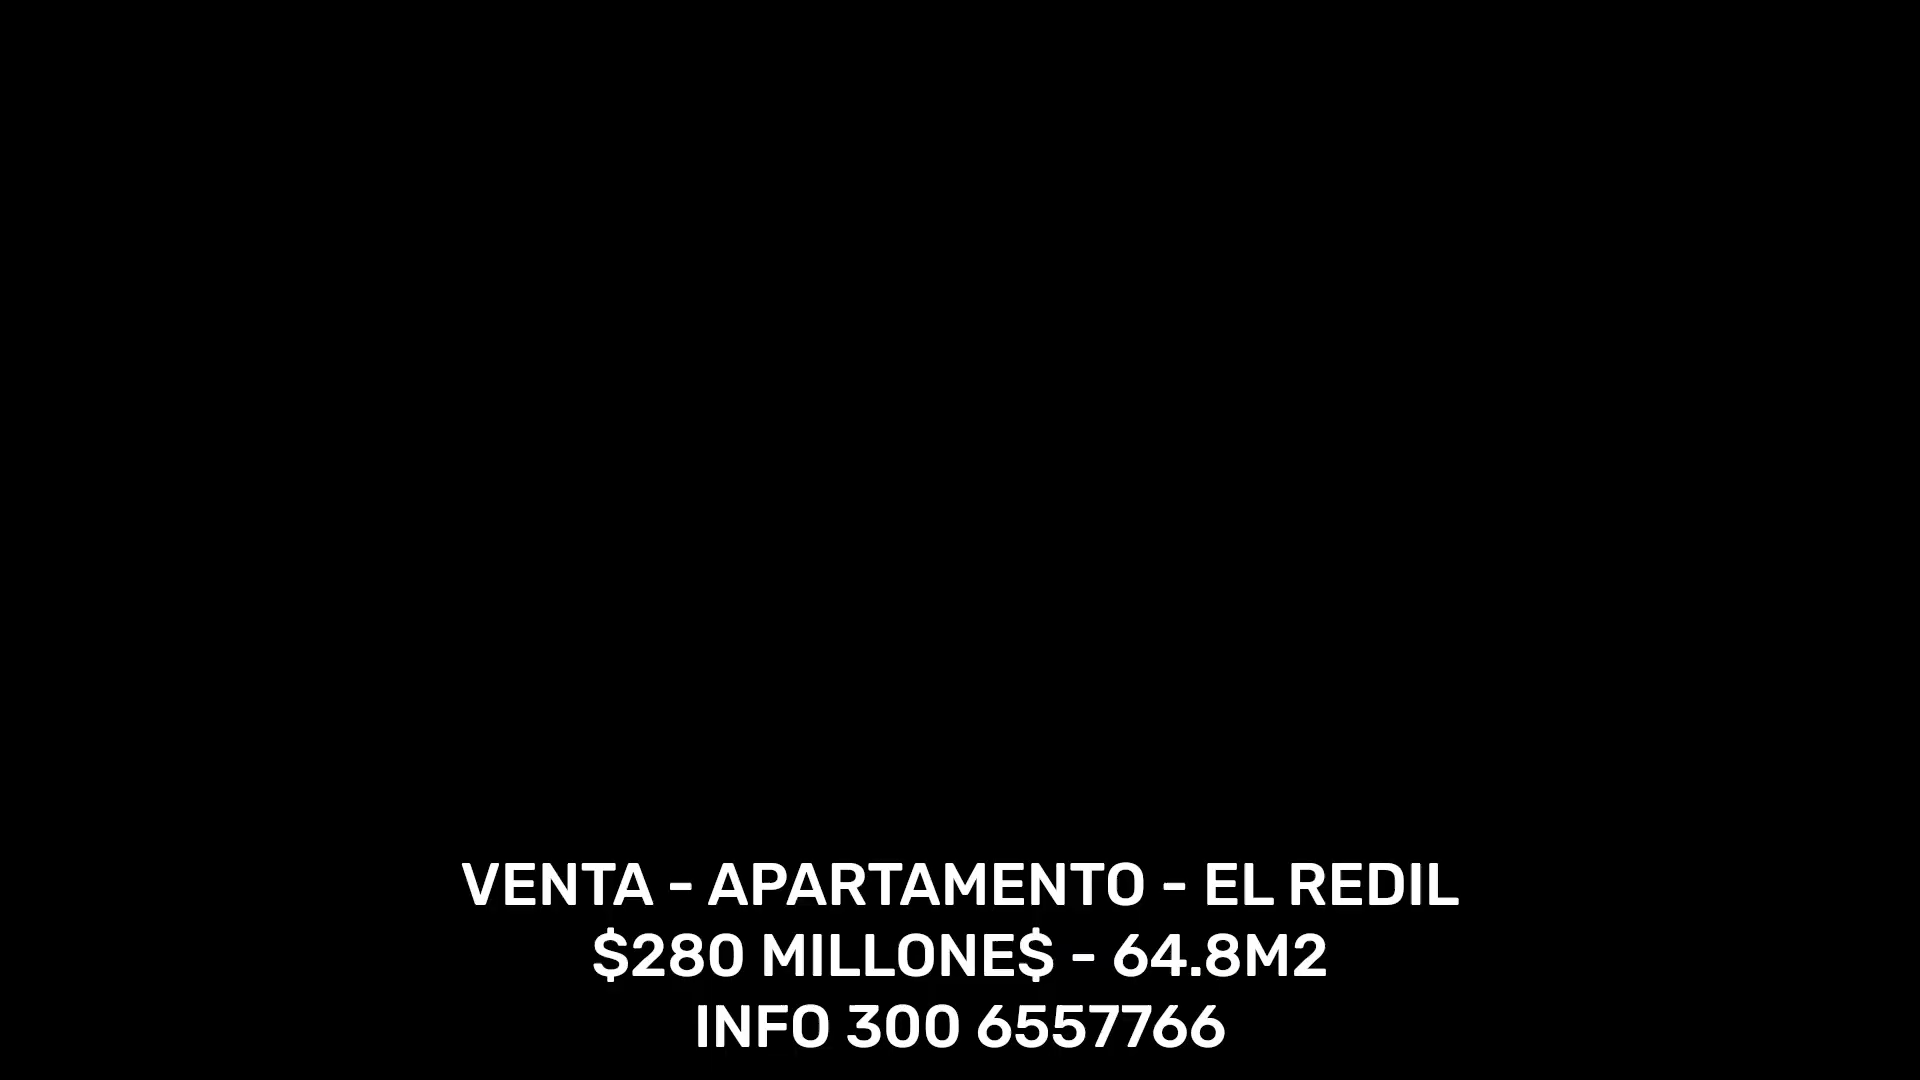 VENTA - APARTAMENTO - EL REDIL
$280 MILLONE$ - 64.8M2
INFO 300 6557766